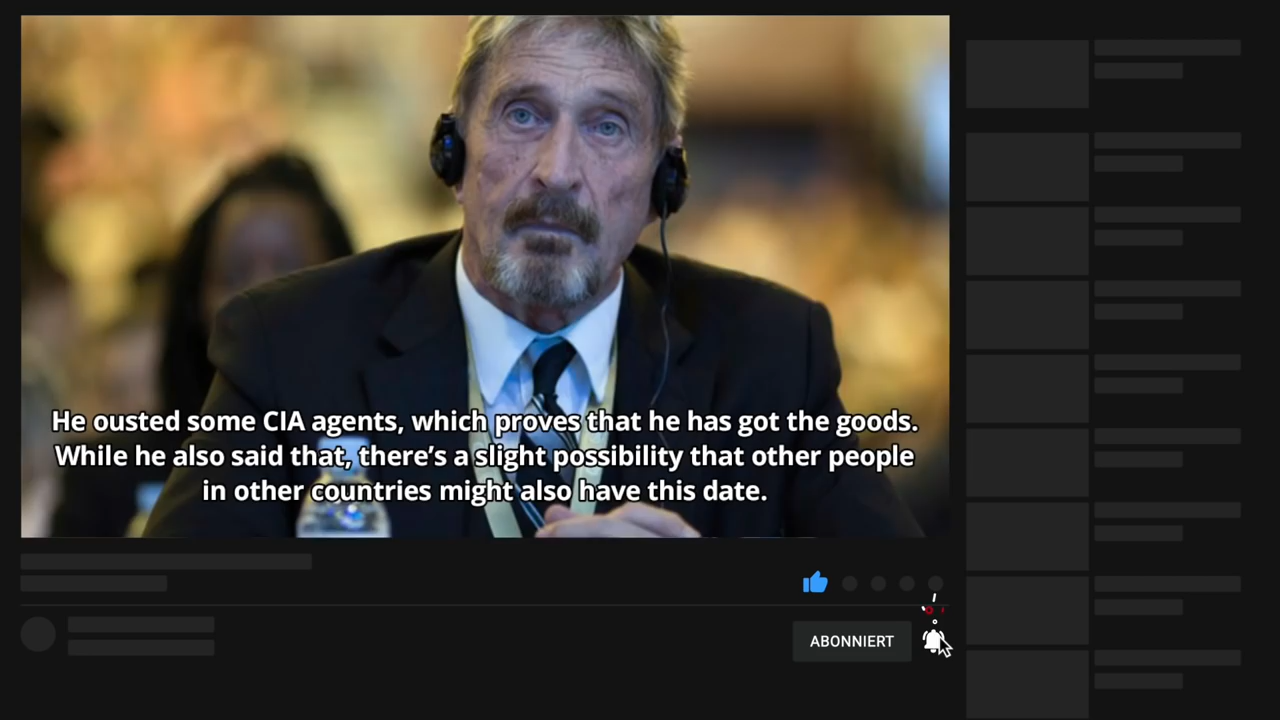 He ousted some CIA agents, which proves that he has got the goods.
While he also said that, there's a slight possibility that other people
in other countries might also have this date.
ABONNIERT